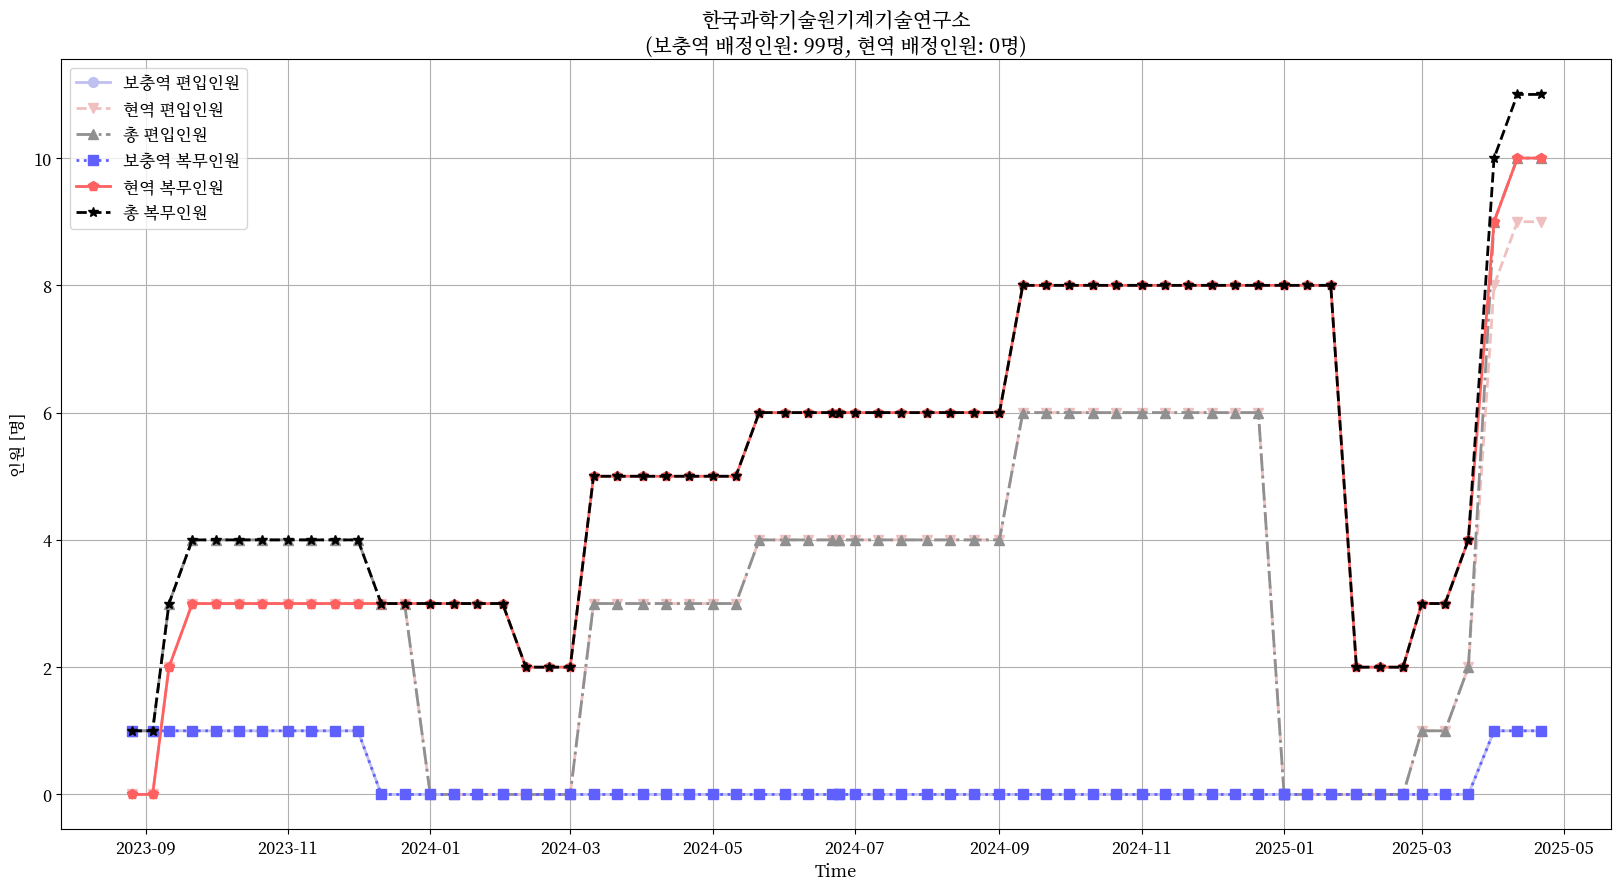 한국과학기술원기계기술연구소
(보충역 배정인원: 99명, 현역 배정인원: 0명)
보충역 편입인원
현역 편입인원
총 편입인원
보충역 복무인원
현역 복무인원
총 복무인원
10
8
6
4
2
0
인원 [명]
2023-09
2023-11
2024-01
2024-03
2024-05
2024-07
2024-09
2024-11
2025-01
2025-03
2025-05
Time